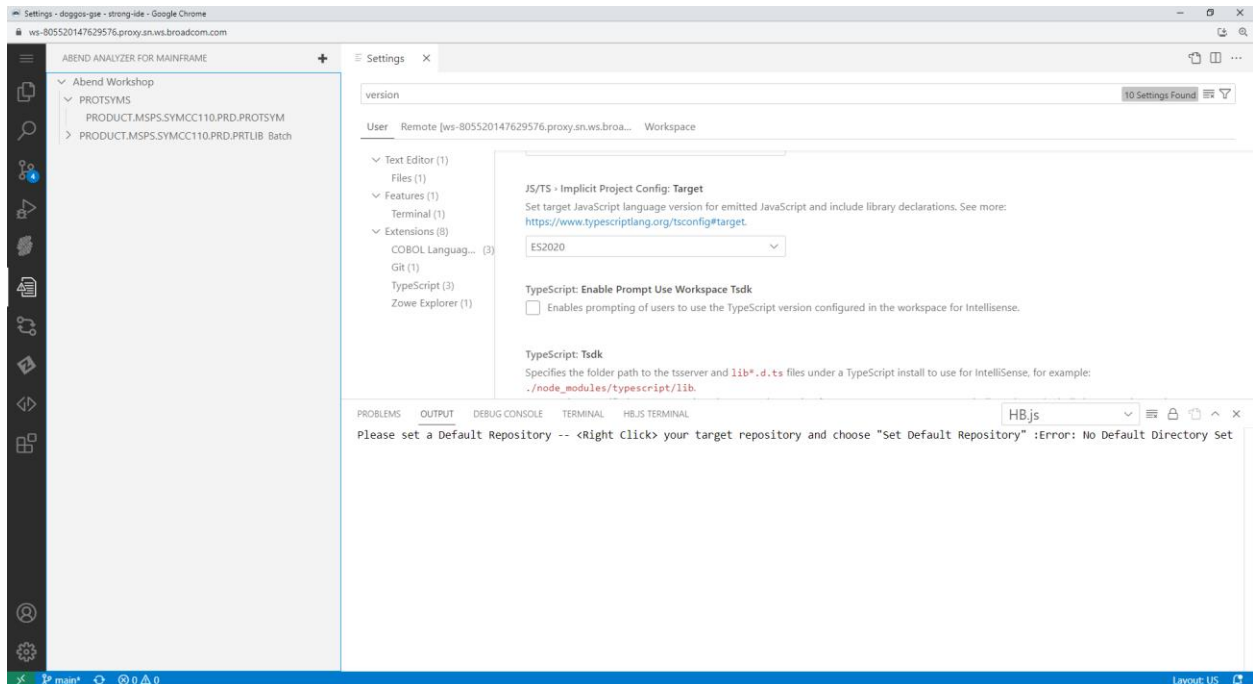 Settings - doggos-gse - strong-ide - Google Chrome
ws-805520147629576.proxy.sn.ws.broadcom.com
ABEND ANALYZER FOR MAINFRAME
Abend Workshop
PROTSYMS
PRODUCT.MSPS.SYMCC110.PRD.PROTSYM
PRODUCT.MSPS.SYMCC110.PRD.PRTLIB Batch
4
Settings
version
10 Settings Found
User Remote [ws-805520147629576.proxy.sn.ws.broa... Workspace
Text Editor (1)
Files (1)
Features (1)
Terminal (1)
Extensions (8)
COBOL Languag... (3)
Git (1)
TypeScript (3)
Zowe Explorer (1)
JS/TS › Implicit Project Config: Target
Set target JavaScript language version for emitted JavaScript and include library declarations. See more:
https://www.typescriptlang.org/tsconfig#target.
ES2020
TypeScript: Enable Prompt Use Workspace Tsdk
Enables prompting of users to use the TypeScript version configured in the workspace for Intellisense.
TypeScript: Tsdk
Specifies the folder path to the tsserver and lib*.d.ts files under a TypeScript install to use for IntelliSense, for example:
./node_modules/typescript/lib.
PROBLEMS OUTPUT DEBUG CONSOLE TERMINAL HB.JS TERMINAL
HB.js
Please set a Default Repository -- <Right Click> your target repository and choose "Set Default Repository" :Error: No Default Directory Set
main* 0 0
Layout: US